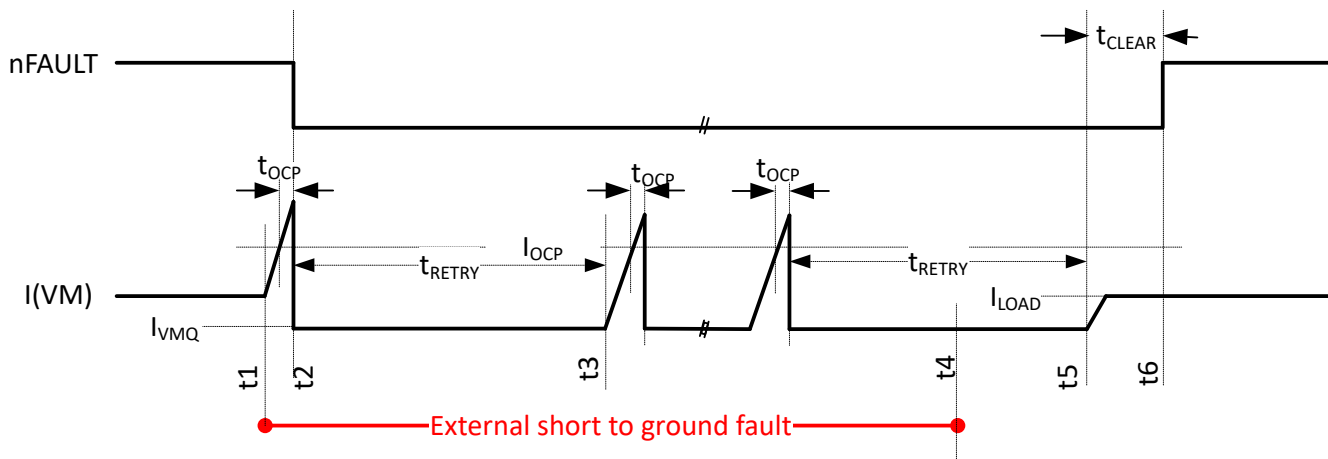 tCLEAR
nFAULT
tOCP
tOCP
tOCP
IOCP
tRETRY
tRETRY
I(VM)
ILOAD
IVMQ
t1
t2
t3
t4
t5
t6
External short to ground fault